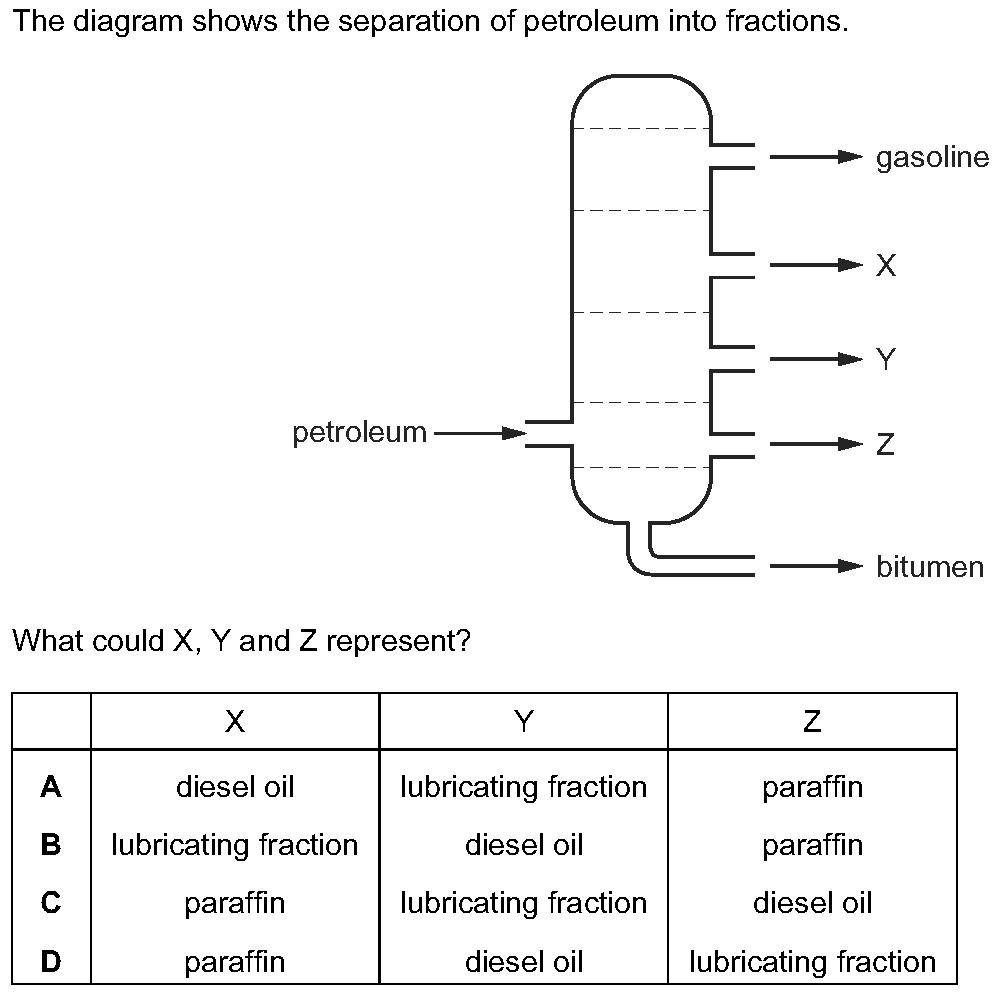 The diagram shows the separation of petroleum into fractions.
gasoline
X
Y
petroleum
Z
bitumen
What could X, Y and Z represent?
X Y Z
A diesel oil lubricating fraction paraffin
B lubricating fraction diesel oil paraffin
C paraffin lubricating fraction diesel oil
D paraffin diesel oil lubricating fraction